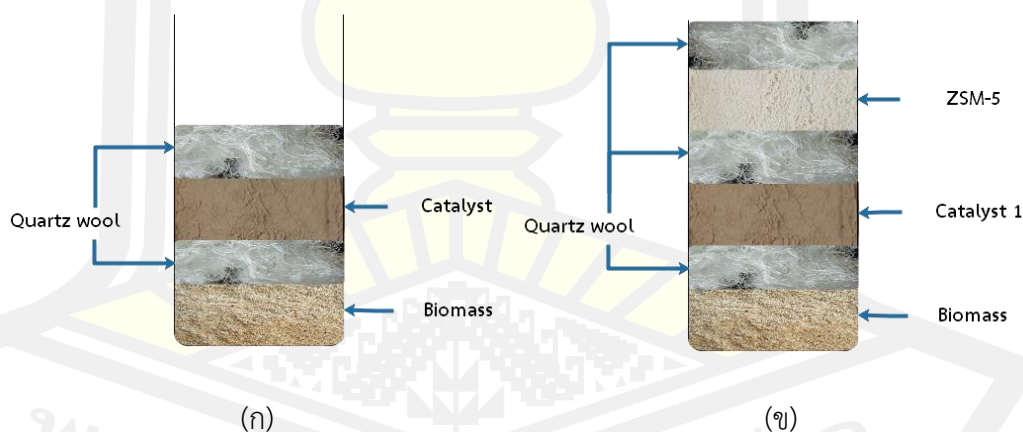 Quartz wool
Catalyst
Biomass
(ก)
Quartz wool
ZSM-5
Catalyst 1
Biomass
(ข)